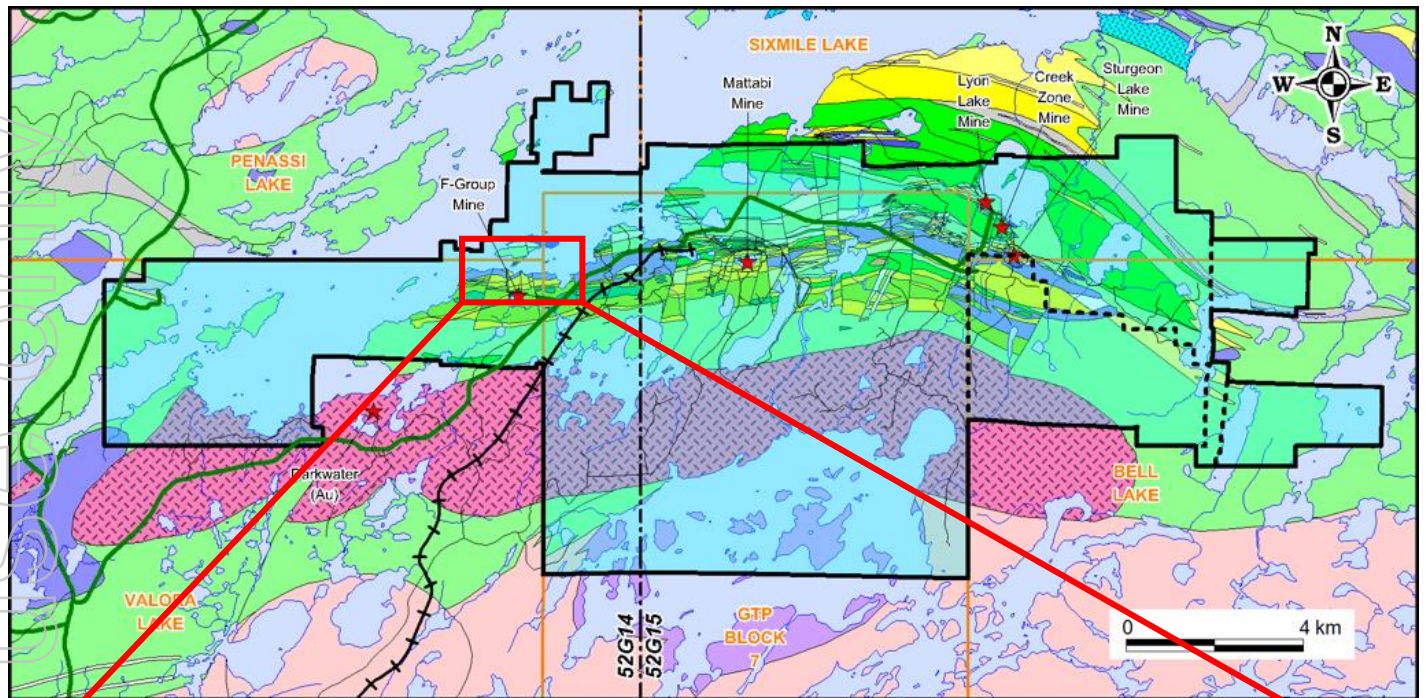 N
W E
S
SIXMILE LAKE
Mattabi
Mine
Lyon
Lake
Mine
Creek
Zone
Mine
Sturgeon
Lake
Mine
PENASSI
LAKE
F-Group
Mine
Darkwater
(Au)
BELL
LAKE
VALORA
LAKE
52G14
52G15
GTP
BLOCK
7
0 4 km